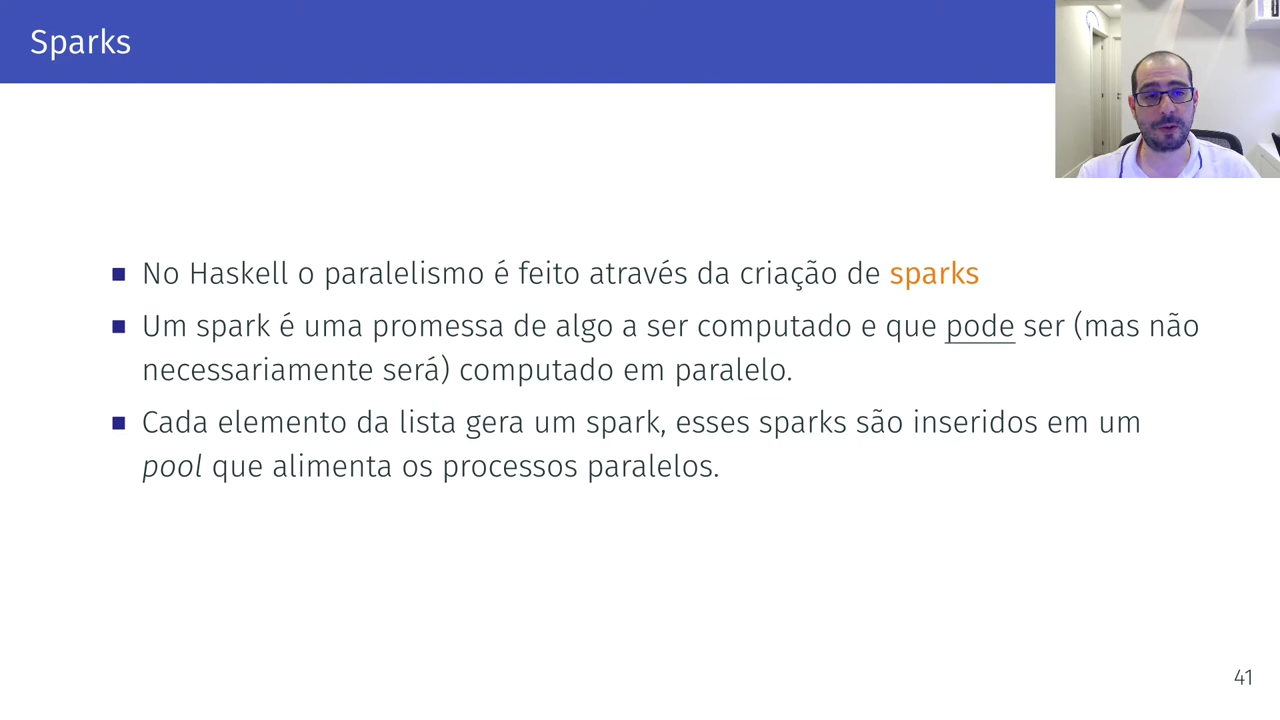 Sparks
No Haskell o paralelismo é feito através da criação de sparks
Um spark é uma promessa de algo a ser computado e que pode ser (mas não
necessariamente será) computado em paralelo.
Cada elemento da lista gera um spark, esses sparks são inseridos em um
pool que alimenta os processos paralelos.
41